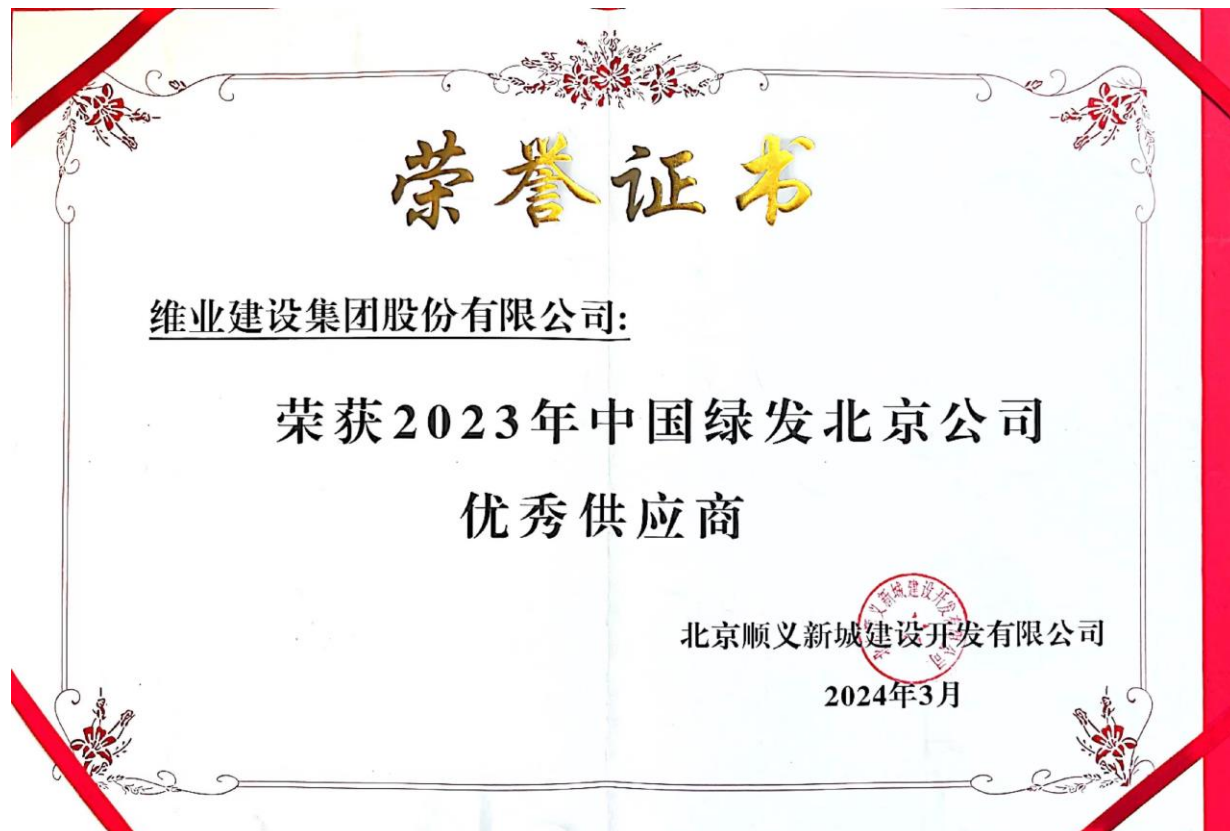 荣誉证书
维业建设集团股份有限公司:
荣获2023年中国绿发北京公司
优秀供应商
北京顺义新城建设开发有限公司
2024年3月